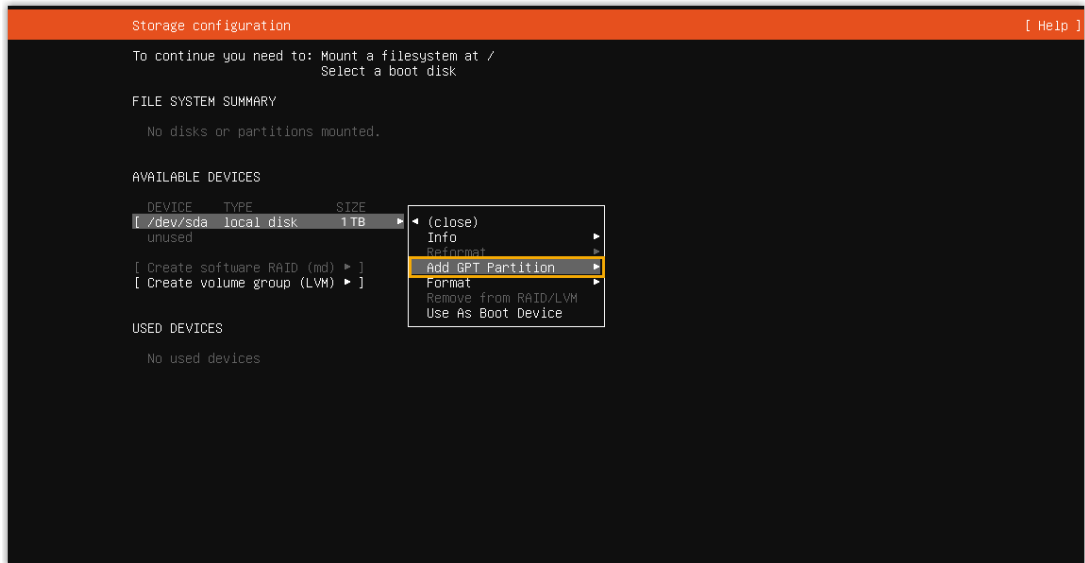 Storage configuration [ Help ]
To continue you need to: Mount a filesystem at /
Select a boot disk
FILE SYSTEM SUMMARY
No disks or partitions mounted.
AVAILABLE DEVICES
DEVICE TYPE SIZE
[ /dev/sda local disk 1 TB ►
unused
[ Create software RAID (md) ► ]
[ Create volume group (LVM) ► ]
◄ (close)
Info ►
Reformat ►
Add GPT Partition ►
Format ►
Remove from RAID/LVM
Use As Boot Device
USED DEVICES
No used devices